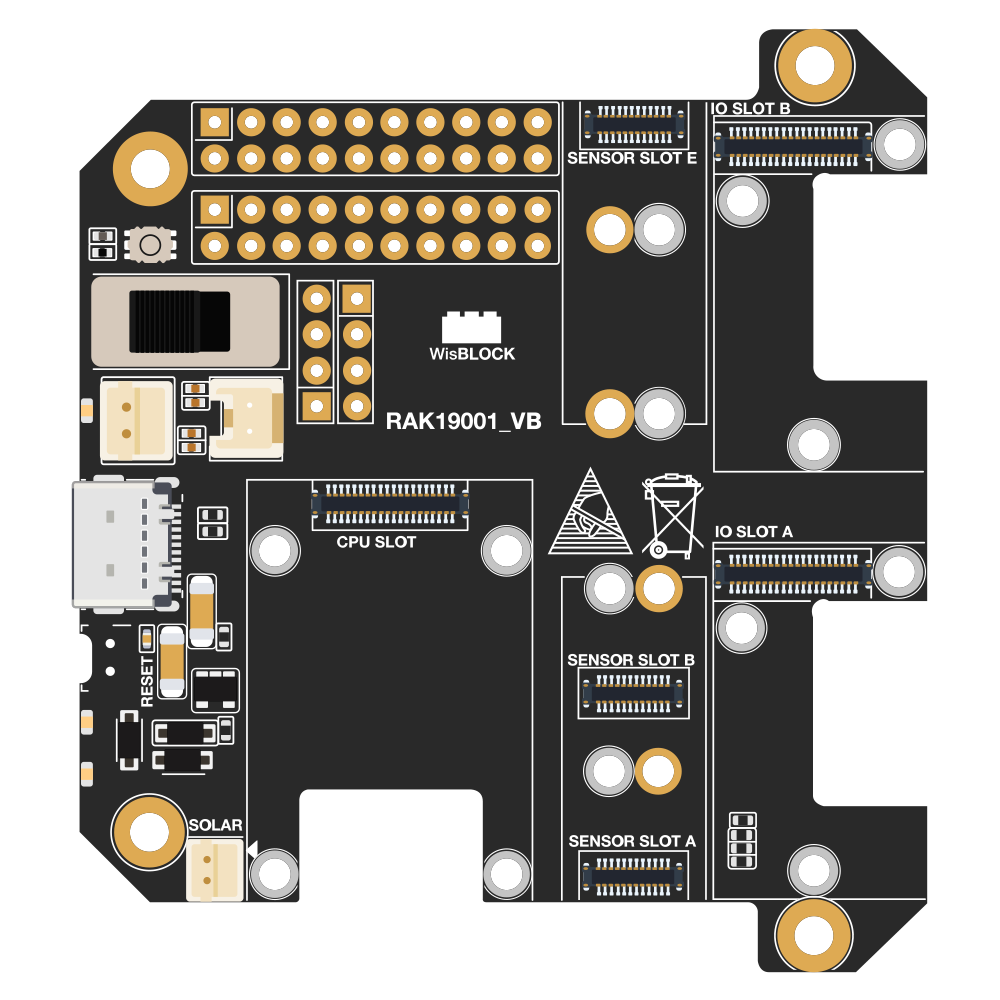 IO SLOT B
SENSOR SLOT E
WisBLOCK
RAK19001_VB
CPU SLOT
IO SLOT A
SENSOR SLOT B
RESET
SOLAR
SENSOR SLOT A